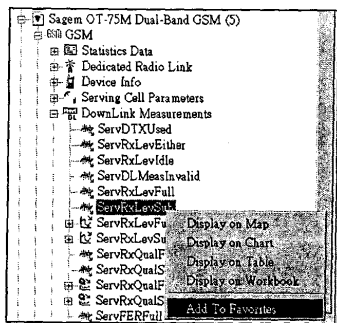 Sagem OT-75M Dual-Band GSM (5)
GSM
Statistics Data
Dedicated Radio Link
Device Info
Serving Cell Parameters
DownLink Measurements
ServDTXUsed
ServRxLevEither
ServRxLevIdle
ServDLMeasInvalid
ServRxLevFull
ServRxLevSub
ServRxLevFu
ServRxLevSu
ServRxQualF
ServRxQualS
ServRxQualF
ServRxQualS
ServFERFull
Display on Map
Display on Chart
Display on Table
Display on Workbook
Add To Favorites